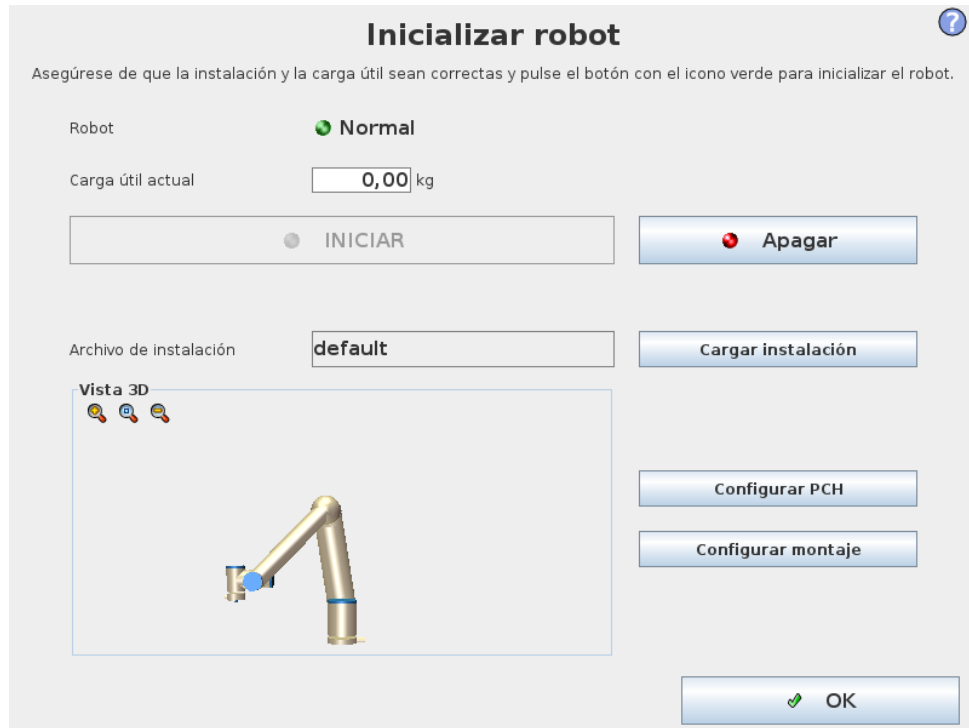 Inicializar robot
?
Asegúrese de que la instalación y la carga útil sean correctas y pulse el botón con el icono verde para inicializar el robot.
Robot Normal
Carga útil actual 0,00 kg
INICIAR Apagar
Archivo de instalación default Cargar instalación
Vista 3D
Configurar PCH
Configurar montaje
OK